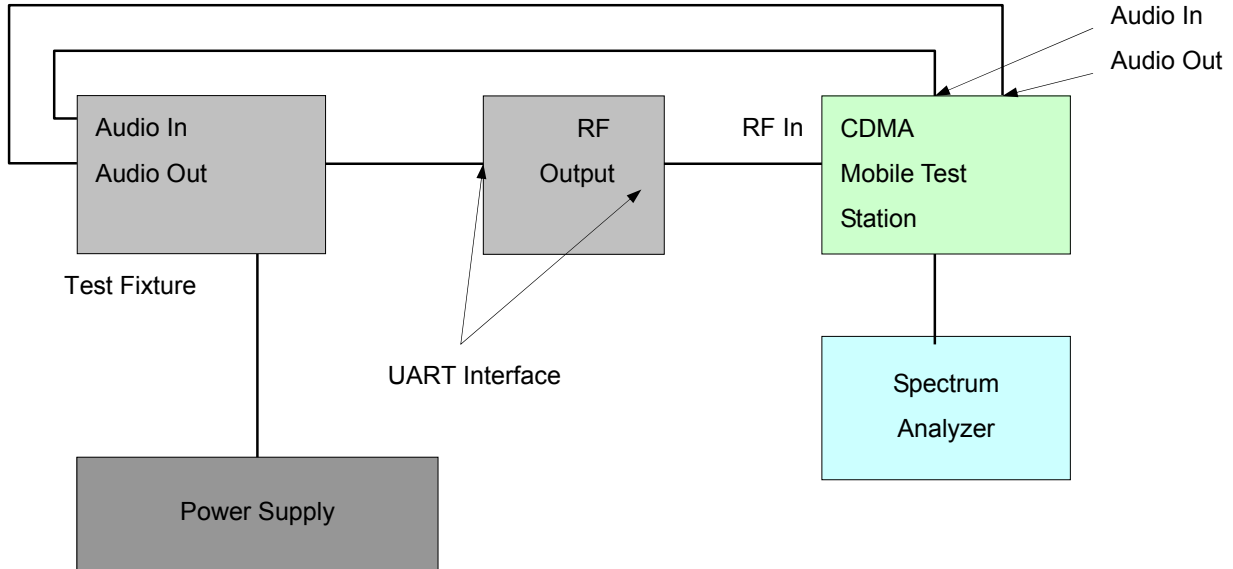 Audio In
Audio Out
Audio In
Audio Out
RF
Output
RF In
CDMA
Mobile Test
Station
Test Fixture
UART Interface
Spectrum
Analyzer
Power Supply